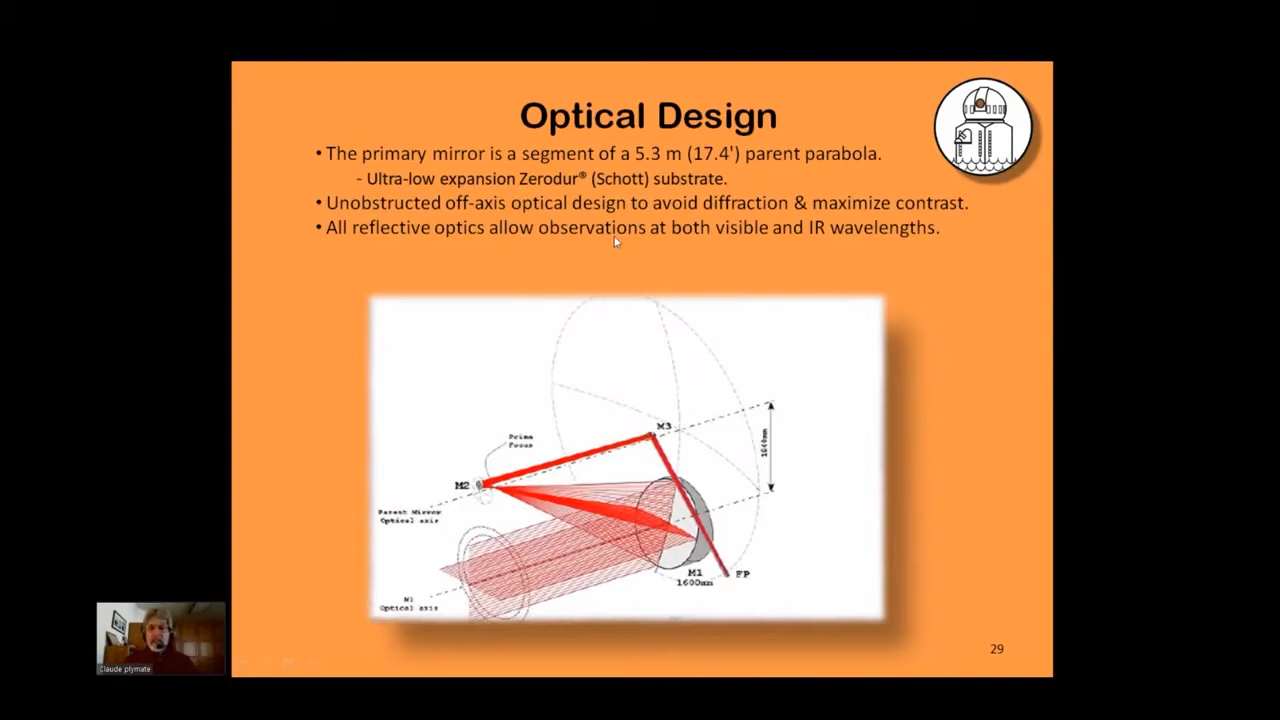 Optical Design
• The primary mirror is a segment of a 5.3 m (17.4') parent parabola.
- Ultra-low expansion Zerodur® (Schott) substrate.
• Unobstructed off-axis optical design to avoid diffraction & maximize contrast.
• All reflective optics allow observations at both visible and IR wavelengths.
M3
Prime
Focus
M2
Parent Mirror
Optical axis
M1
1600mm
FP
M1
Optical axis
29
Claude plymate